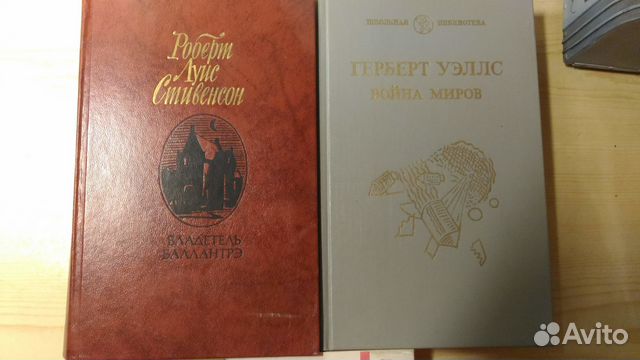 Роберт
Луис
Стивенсон
ВЛАДЕТЕЛЬ
БАЛЛАНТРЭ
ШКОЛЬНАЯ БИБЛИОТЕКА
ГЕРБЕРТ УЭЛЛС
ВОЙНА МИРОВ
Avito